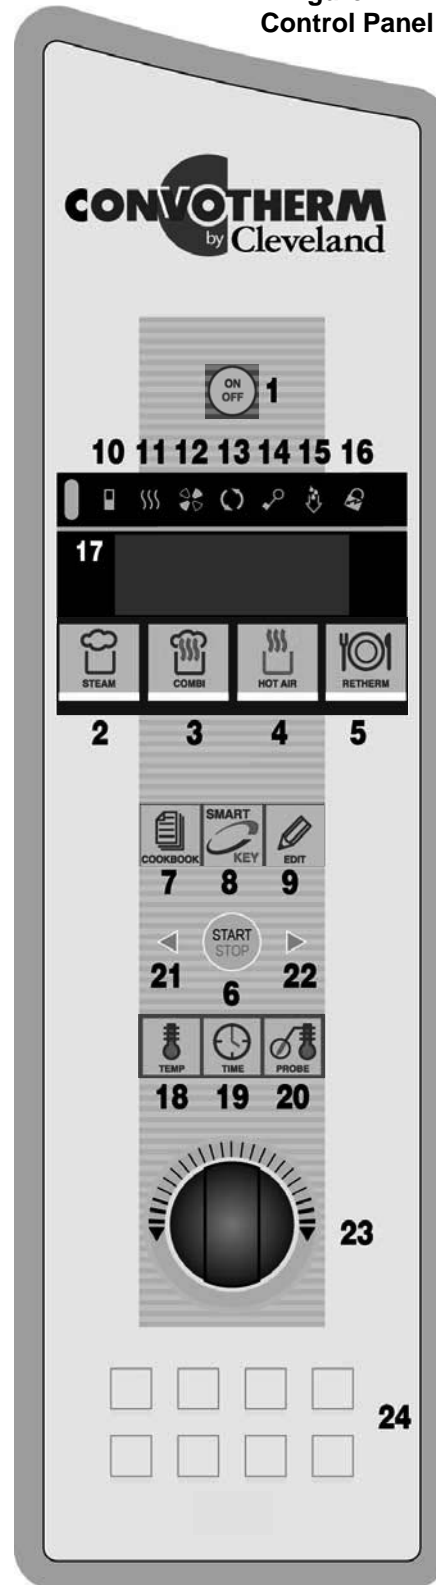 Control Panel
CONVOTHERM
by Cleveland
ON
OFF
1
10 11 12 13 14 15 16
17
STEAM COMBI HOT AIR RETHERM
2 3 4 5
COOKBOOK SMART KEY EDIT
7 8 9
START
STOP
21 22
6
TEMP TIME PROBE
18 19 20
23
24